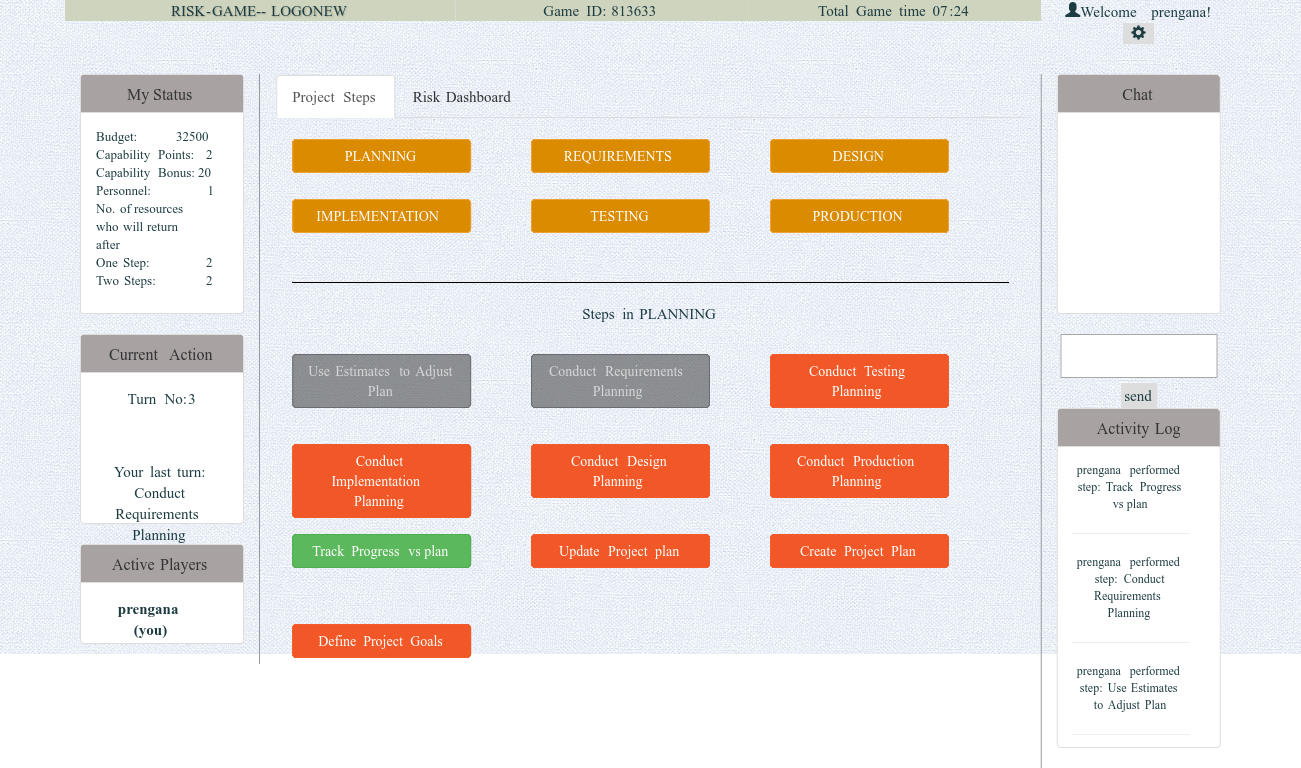 RISK-GAME-- LOGONEW
Game ID: 813633
Total Game time 07:24
Welcome prengana!
My Status
Budget: 32500
Capability Points: 2
Capability Bonus: 20
Personnel: 1
No. of resources
who will return
after
One Step: 2
Two Steps: 2
Current Action
Turn No:3
Your last turn:
Conduct
Requirements
Planning
Active Players
prengana
(you)
Project Steps
Risk Dashboard
PLANNING
REQUIREMENTS
DESIGN
IMPLEMENTATION
TESTING
PRODUCTION
Steps in PLANNING
Use Estimates to Adjust
Plan
Conduct Requirements
Planning
Conduct Testing
Planning
Conduct
Implementation
Planning
Conduct Design
Planning
Conduct Production
Planning
Track Progress vs plan
Update Project plan
Create Project Plan
Define Project Goals
Chat
send
Activity Log
prengana performed
step: Track Progress
vs plan
prengana performed
step: Conduct
Requirements
Planning
prengana performed
step: Use Estimates
to Adjust Plan